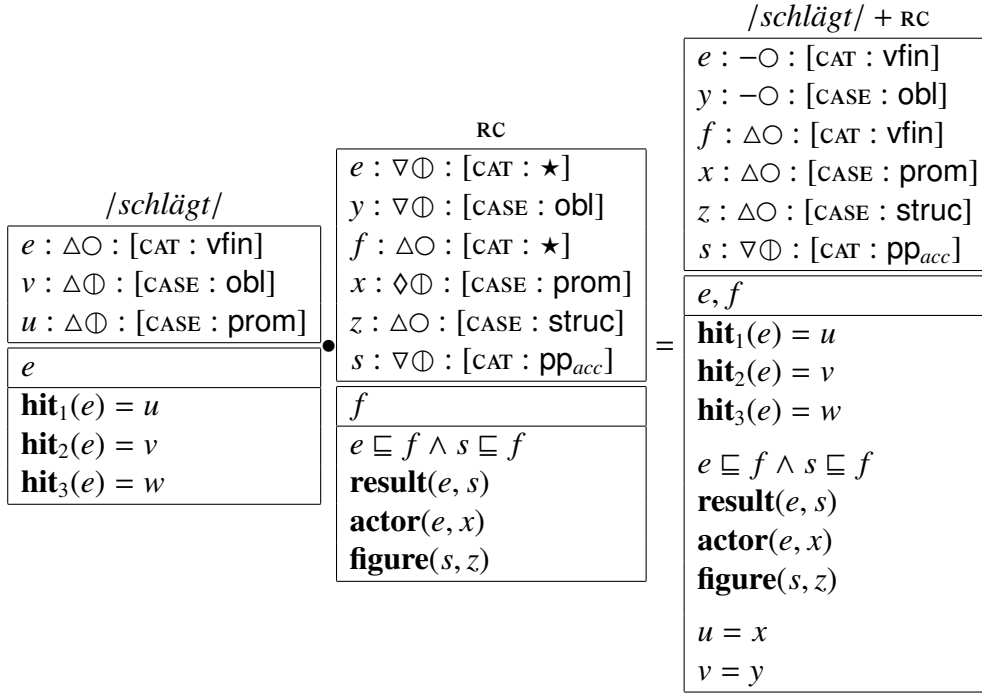 /schlägt/
e : △○ : [CAT : vfin]
v : △⦶ : [CASE : obl]
u : △⦶ : [CASE : prom]
e
hit₁(e) = u
hit₂(e) = v
hit₃(e) = w
•
RC
e : ▽⦶ : [CAT : ★]
y : ▽⦶ : [CASE : obl]
f : △○ : [CAT : ★]
x : ◊⦶ : [CASE : prom]
z : △○ : [CASE : struc]
s : ▽⦶ : [CAT : pp_acc]
f
e ⊑ f ∧ s ⊑ f
result(e, s)
actor(e, x)
figure(s, z)
=
/schlägt/ + RC
e : −○ : [CAT : vfin]
y : −○ : [CASE : obl]
f : △○ : [CAT : vfin]
x : △○ : [CASE : prom]
z : △○ : [CASE : struc]
s : ▽⦶ : [CAT : pp_acc]
e, f
hit₁(e) = u
hit₂(e) = v
hit₃(e) = w
e ⊑ f ∧ s ⊑ f
result(e, s)
actor(e, x)
figure(s, z)
u = x
v = y